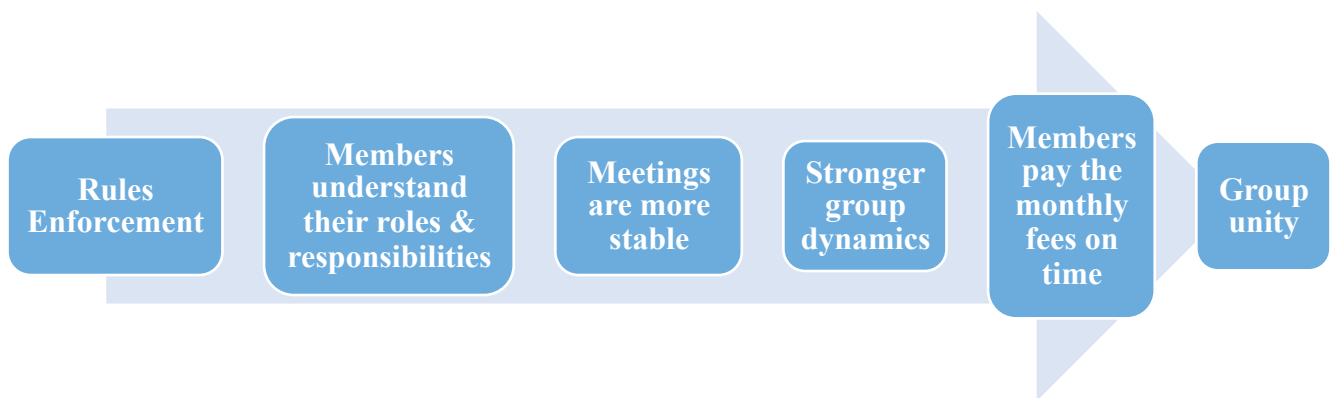 Rules
Enforcement
Members
understand
their roles &
responsibilities
Meetings
are more
stable
Stronger
group
dynamics
Members
pay the
monthly
fees on
time
Group
unity